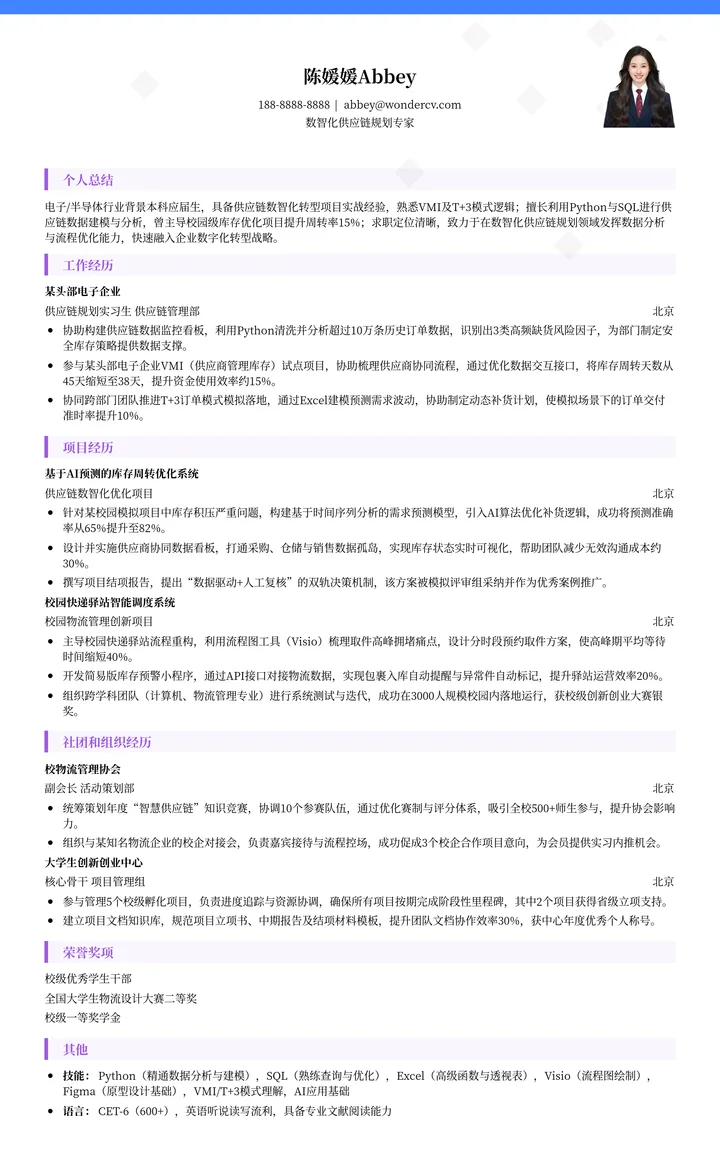 陈媛媛Abbey
188-8888-8888 | abbey@wondercv.com
数智化供应链规划专家
个人总结
电子/半导体行业背景本科应届生，具备供应链数智化转型项目实战经验，熟悉VMI及T+3模式逻辑；擅长利用Python与SQL进行供
应链数据建模与分析，曾主导校园级库存优化项目提升周转率15%；求职定位清晰，致力于在数智化供应链规划领域发挥数据分析
与流程优化能力，快速融入企业数字化转型战略。
工作经历
某头部电子企业
供应链规划实习生 供应链管理部 北京
• 协助构建供应链数据监控看板，利用Python清洗并分析超过10万条历史订单数据，识别出3类高频缺货风险因子，为部门制定安
全库存策略提供数据支撑。
• 参与某头部电子企业VMI（供应商管理库存）试点项目，协助梳理供应商协同流程，通过优化数据交互接口，将库存周转天数从
45天缩短至38天，提升资金使用效率约15%。
• 协同跨部门团队推进T+3订单模式模拟落地，通过Excel建模预测需求波动，协助制定动态补货计划，使模拟场景下的订单交付
准时率提升10%。
项目经历
基于AI预测的库存周转优化系统
供应链数智化优化项目 北京
• 针对某校园模拟项目中库存积压严重问题，构建基于时间序列分析的需求预测模型，引入AI算法优化补货逻辑，成功将预测准确
率从65%提升至82%。
• 设计并实施供应商协同数据看板，打通采购、仓储与销售数据孤岛，实现库存状态实时可视化，帮助团队减少无效沟通成本约
30%。
• 撰写项目结项报告，提出“数据驱动+人工复核”的双轨决策机制，该方案被模拟评审组采纳并作为优秀案例推广。
校园快递驿站智能调度系统
校园物流管理创新项目 北京
• 主导校园快递驿站流程重构，利用流程图工具（Visio）梳理取件高峰拥堵痛点，设计分时段预约取件方案，使高峰期平均等待
时间缩短40%。
• 开发简易版库存预警小程序，通过API接口对接物流数据，实现包裹入库自动提醒与异常件自动标记，提升驿站运营效率20%。
• 组织跨学科团队（计算机、物流管理专业）进行系统测试与迭代，成功在3000人规模校园内落地运行，获校级创新创业大赛银
奖。
社团和组织经历
校物流管理协会
副会长 活动策划部 北京
• 统筹策划年度“智慧供应链”知识竞赛，协调10个参赛队伍，通过优化赛制与评分体系，吸引全校500+师生参与，提升协会影响
力。
• 组织与某知名物流企业的校企对接会，负责嘉宾接待与流程控场，成功促成3个校企合作项目意向，为会员提供实习内推机会。
大学生创新创业中心
核心骨干 项目管理组 北京
• 参与管理5个校级孵化项目，负责进度追踪与资源协调，确保所有项目按期完成阶段性里程碑，其中2个项目获得省级立项支持。
• 建立项目文档知识库，规范项目立项书、中期报告及结项材料模板，提升团队文档协作效率30%，获中心年度优秀个人称号。
荣誉奖项
校级优秀学生干部
全国大学生物流设计大赛二等奖
校级一等奖学金
其他
• 技能： Python（精通数据分析与建模）, SQL（熟练查询与优化）, Excel（高级函数与透视表）, Visio（流程图绘制）,
Figma（原型设计基础）, VMI/T+3模式理解, AI应用基础
• 语言： CET-6（600+）, 英语听说读写流利，具备专业文献阅读能力